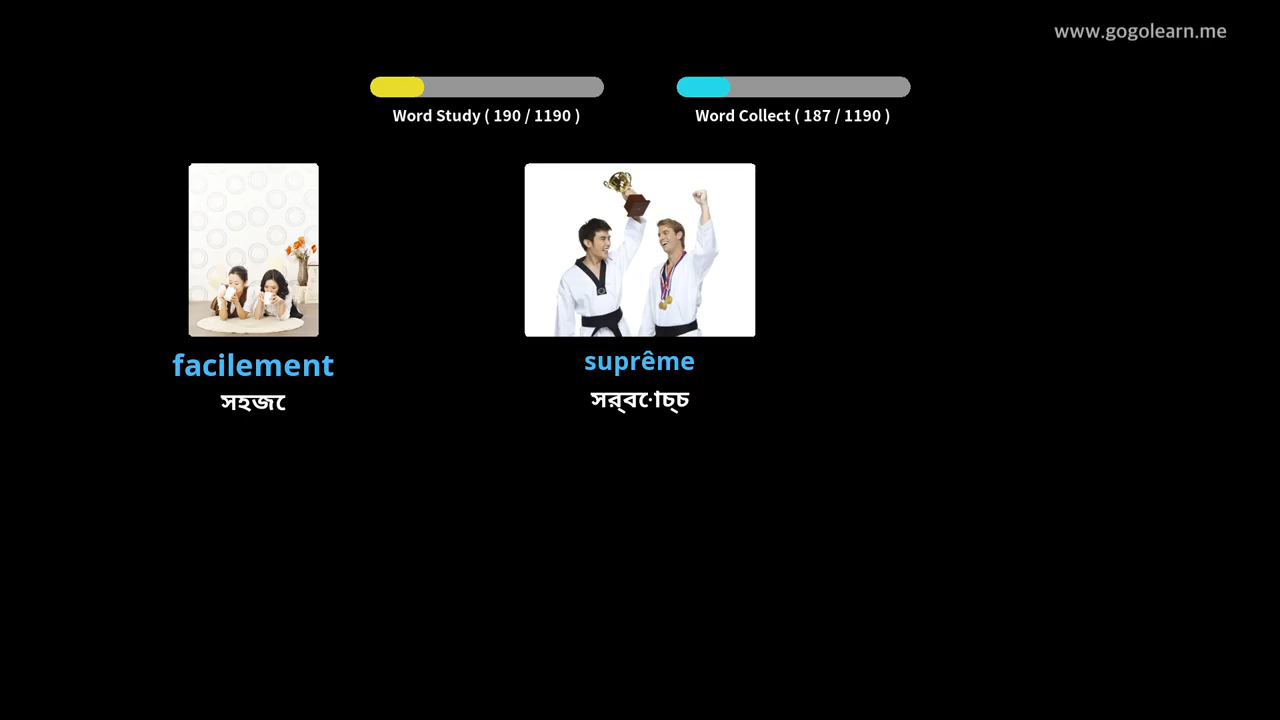 www.gogolearn.me
Word Study ( 190 / 1190 )
Word Collect ( 187 / 1190 )
facilement
সহজে
suprême
সর্বোচ্চ